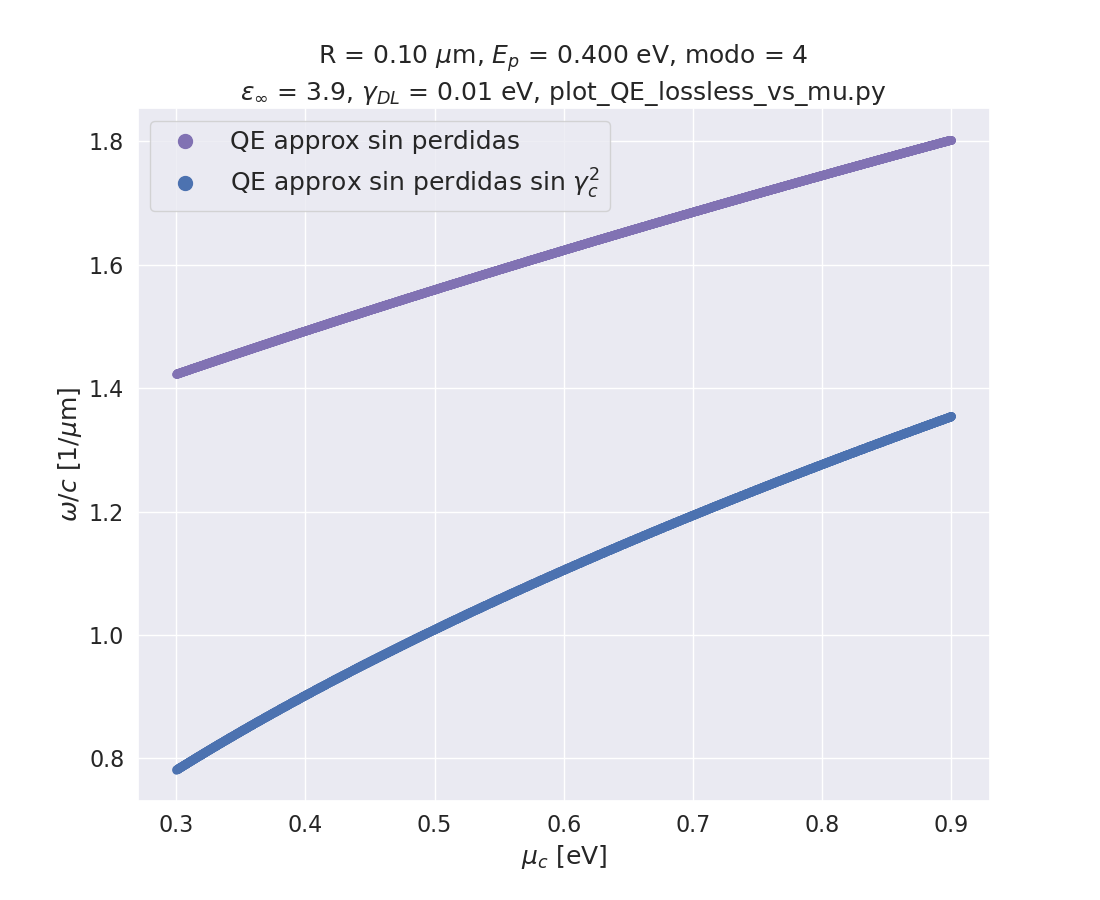 R = 0.10 μm, E_p = 0.400 eV, modo = 4
ε_∞ = 3.9, γ_DL = 0.01 eV, plot_QE_lossless_vs_mu.py
QE approx sin perdidas
QE approx sin perdidas sin γ_c^2
ω/c [1/μm]
1.8
1.6
1.4
1.2
1.0
0.8
0.3 0.4 0.5 0.6 0.7 0.8 0.9
μ_c [eV]